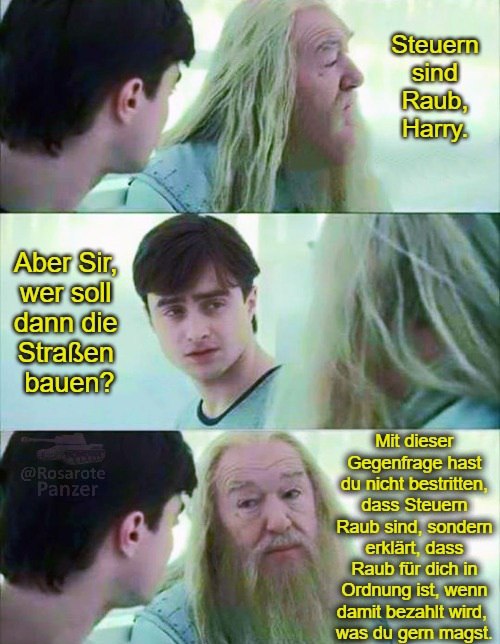 Steuern
sind
Raub,
Harry.
Aber Sir,
wer soll
dann die
Straßen
bauen?
@Rosarote
Panzer
Mit dieser
Gegenfrage hast
du nicht bestritten,
dass Steuern
Raub sind, sondern
erklärt, dass
Raub für dich in
Ordnung ist, wenn
damit bezahlt wird,
was du gern magst.